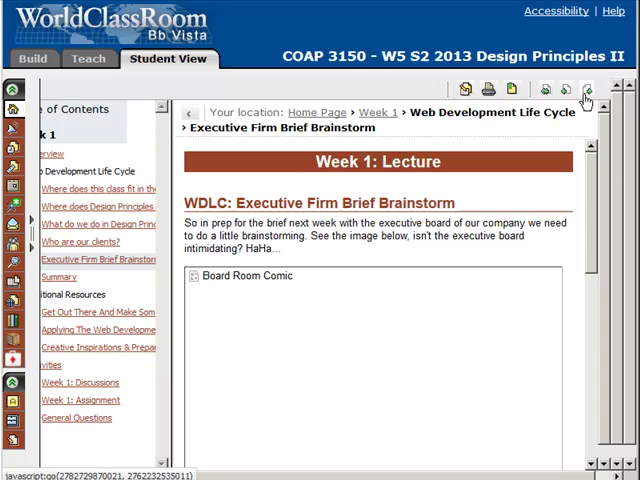 WorldClassRoom
Bb Vista
Accessibility | Help
Build
Teach
Student View
COAP 3150 - W5 S2 2013 Design Principles II
e of Contents
k 1
erview
b Development Life Cycle
Where does this class fit in the
Where does Design Principles
What do we do in Design Princ
Who are our clients?
Executive Firm Brief Brainstorm
Summary
itional Resources
Get Out There And Make Som
Applying The Web Developme
Creative Inspirations & Prepar
ivities
Week 1: Discussions
Week 1: Assignment
General Questions
Your location: Home Page › Week 1 › Web Development Life Cycle
› Executive Firm Brief Brainstorm
Week 1: Lecture
WDLC: Executive Firm Brief Brainstorm
So in prep for the brief next week with the executive board of our company we need
to do a little brainstorming. See the image below, isn't the executive board
intimidating? HaHa...
Board Room Comic
javascript:go(2782729870021, 2762232535011)